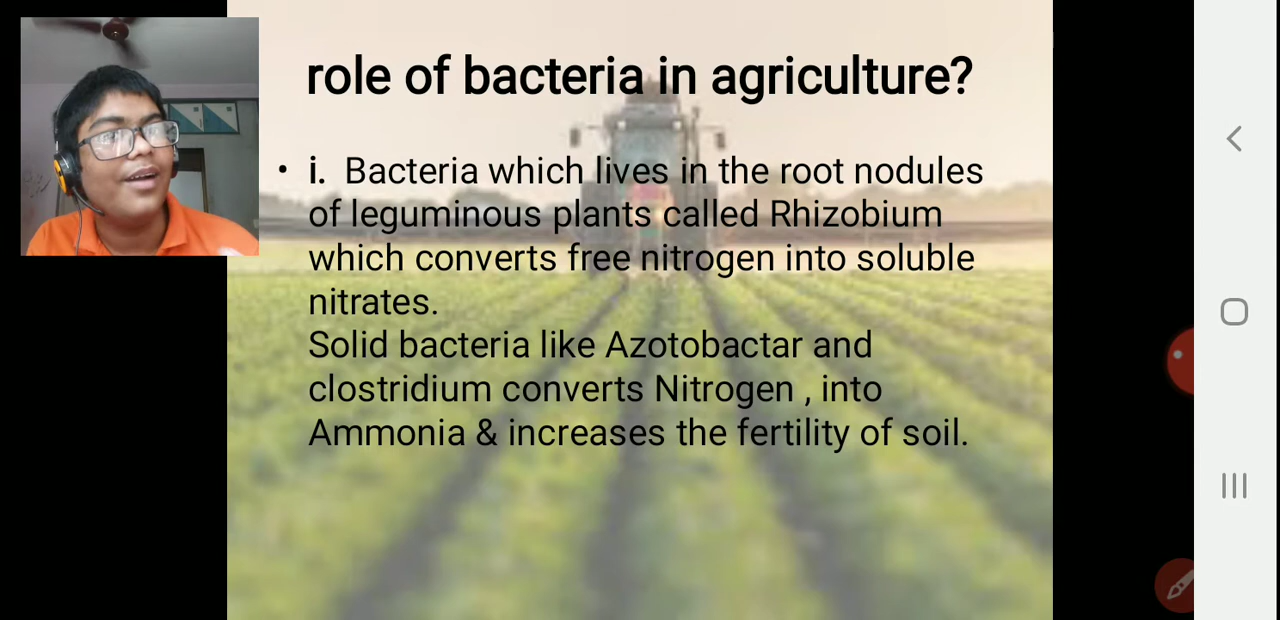 role of bacteria in agriculture?
• i. Bacteria which lives in the root nodules
of leguminous plants called Rhizobium
which converts free nitrogen into soluble
nitrates.
Solid bacteria like Azotobactar and
clostridium converts Nitrogen , into
Ammonia & increases the fertility of soil.